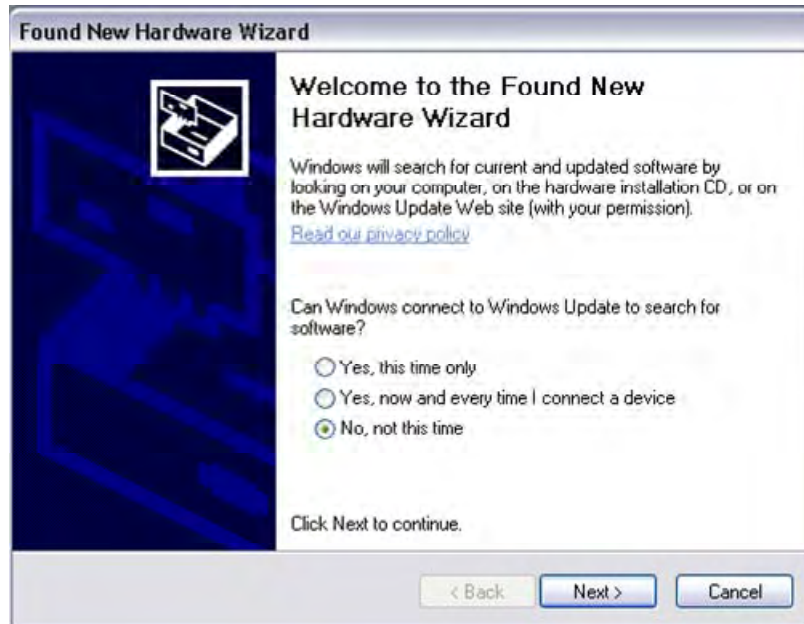 Found New Hardware Wizard
Welcome to the Found New
Hardware Wizard
Windows will search for current and updated software by
looking on your computer, on the hardware installation CD, or on
the Windows Update Web site (with your permission).
Read our privacy policy
Can Windows connect to Windows Update to search for
software?
Yes, this time only
Yes, now and every time I connect a device
No, not this time
Click Next to continue.
< Back
Next >
Cancel